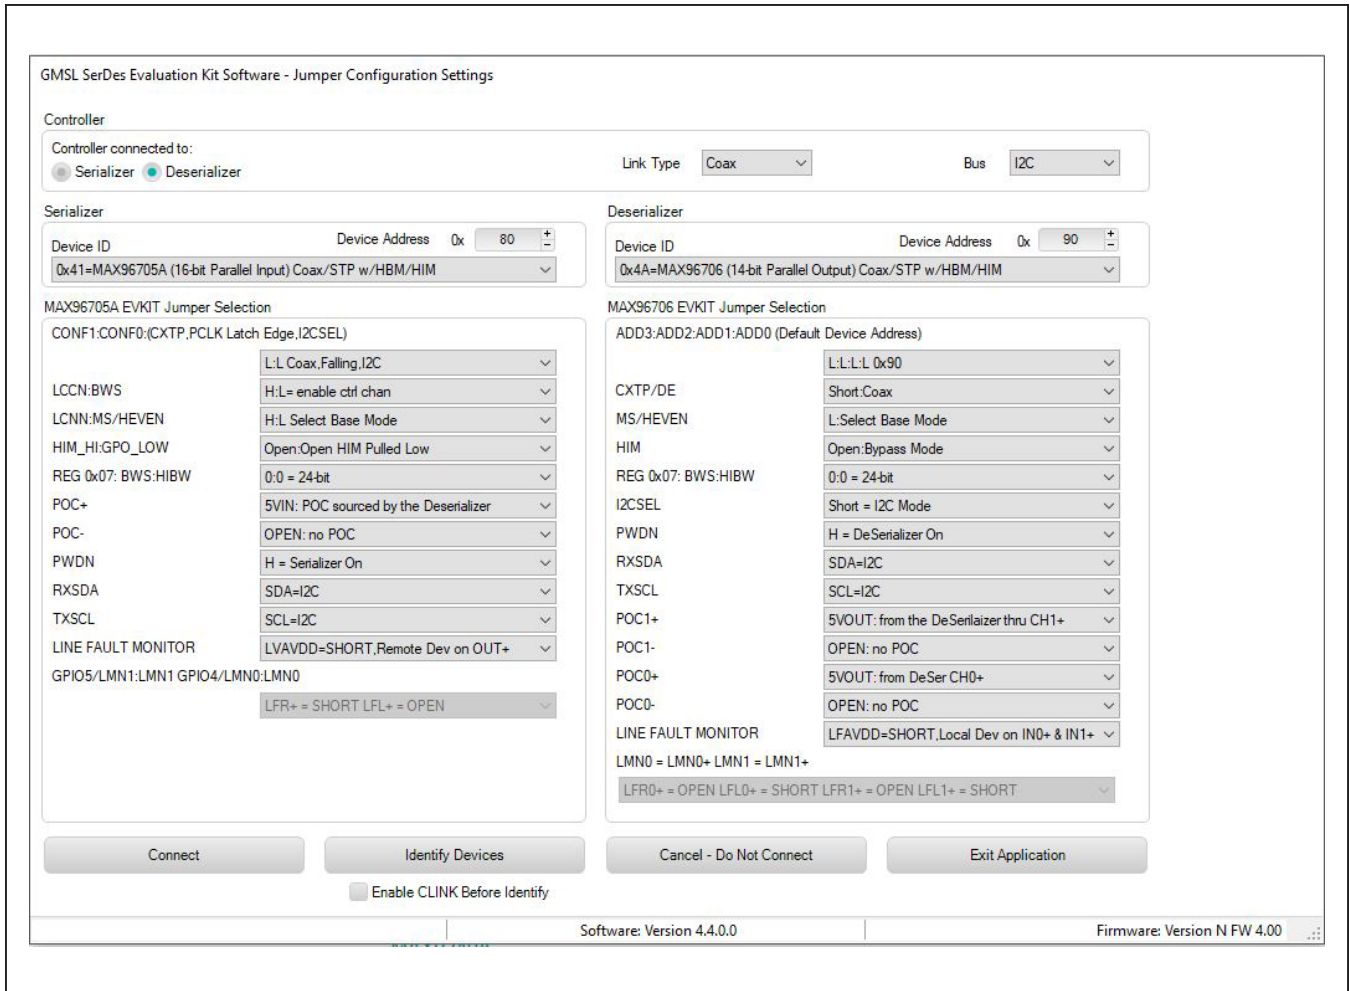 GMSL SerDes Evaluation Kit Software - Jumper Configuration Settings
Controller
Controller connected to:
Serializer Deserializer
Link Type Coax
Bus I2C
Serializer
Device ID
Device Address 0x 80
0x41=MAX96705A (16-bit Parallel Input) Coax/STP w/HBM/HIM
MAX96705A EVKIT Jumper Selection
CONF1:CONF0:(CXTP,PCLK Latch Edge,I2CSEL)
L:L Coax,Falling,I2C
LCCN:BWS H:L= enable ctrl chan
LCNN:MS/HEVEN H:L Select Base Mode
HIM_HI:GPO_LOW Open:Open HIM Pulled Low
REG 0x07: BWS:HIBW 0:0 = 24-bit
POC+ 5VIN: POC sourced by the Deserializer
POC- OPEN: no POC
PWDN H = Serializer On
RXSDA SDA=I2C
TXSCL SCL=I2C
LINE FAULT MONITOR LVAVDD=SHORT,Remote Dev on OUT+
GPIO5/LMN1:LMN1 GPIO4/LMN0:LMN0
LFR+ = SHORT LFL+ = OPEN
Deserializer
Device ID
Device Address 0x 90
0x4A=MAX96706 (14-bit Parallel Output) Coax/STP w/HBM/HIM
MAX96706 EVKIT Jumper Selection
ADD3:ADD2:ADD1:ADD0 (Default Device Address)
L:L:L:L 0x90
CXTP/DE Short:Coax
MS/HEVEN L:Select Base Mode
HIM Open:Bypass Mode
REG 0x07: BWS:HIBW 0:0 = 24-bit
I2CSEL Short = I2C Mode
PWDN H = DeSerializer On
RXSDA SDA=I2C
TXSCL SCL=I2C
POC1+ 5VOUT: from the DeSerilaizer thru CH1+
POC1- OPEN: no POC
POC0+ 5VOUT: from DeSer CH0+
POC0- OPEN: no POC
LINE FAULT MONITOR LFAVDD=SHORT,Local Dev on IN0+ & IN1+
LMN0 = LMN0+ LMN1 = LMN1+
LFR0+ = OPEN LFL0+ = SHORT LFR1+ = OPEN LFL1+ = SHORT
Connect
Identify Devices
Cancel - Do Not Connect
Exit Application
Enable CLINK Before Identify
Software: Version 4.4.0.0
Firmware: Version N FW 4.00